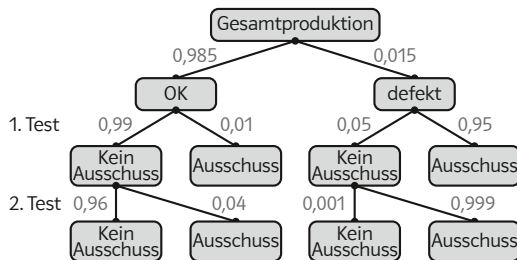 Gesamtproduktion
0,985 0,015
OK defekt
1. Test 0,99 0,01 0,05 0,95
Kein Ausschuss Ausschuss Kein Ausschuss Ausschuss
2. Test 0,96 0,04 0,001 0,999
Kein Ausschuss Ausschuss Kein Ausschuss Ausschuss